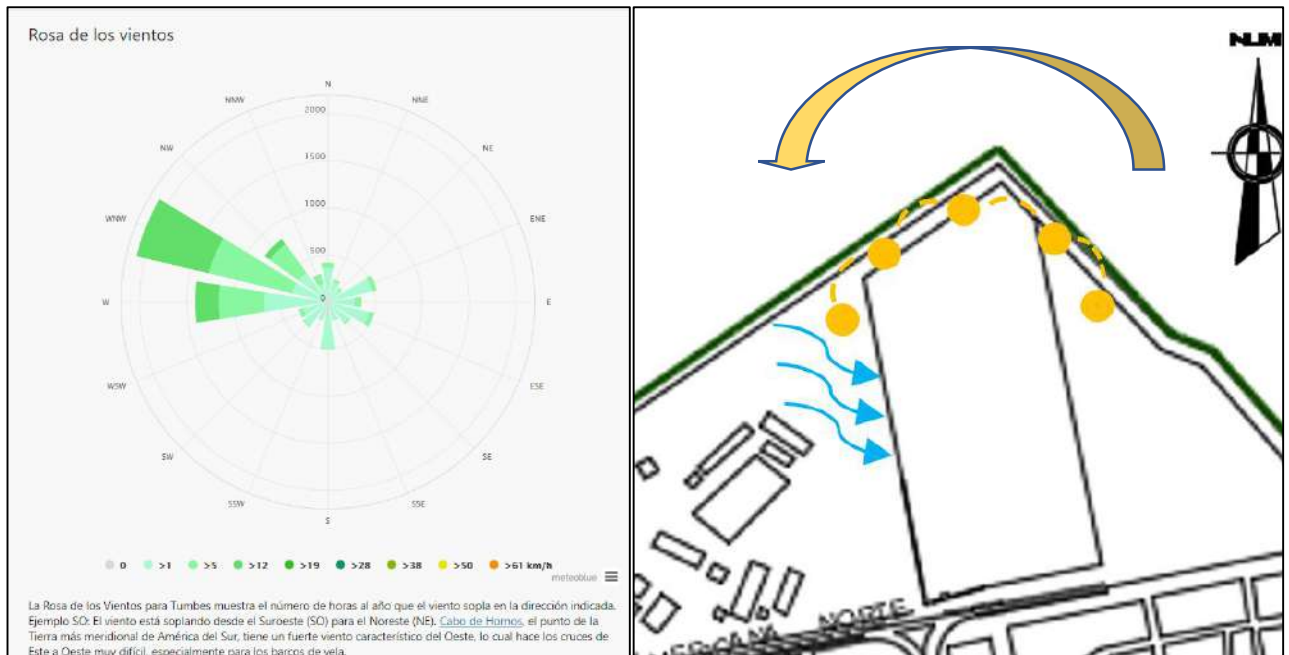 Rosa de los vientos
N
NNW
NNE
2000
NW
NE
1500
1000
WNW
ENE
500
0
W
E
WSW
ESE
SW
SE
SSW
SSE
S
0 >1 >5 >12 >19 >28 >38 >50 >61 km/h
meteoblue
La Rosa de los Vientos para Tumbes muestra el número de horas al año que el viento sopla en la dirección indicada.
Ejemplo SO: El viento está soplando desde el Suroeste (SO) para el Noreste (NE). Cabo de Hornos, el punto de la
Tierra más meridional de América del Sur, tiene un fuerte viento característico del Oeste, lo cual hace los cruces de
Este a Oeste muy difícil, especialmente para los barcos de vela.
NORTE